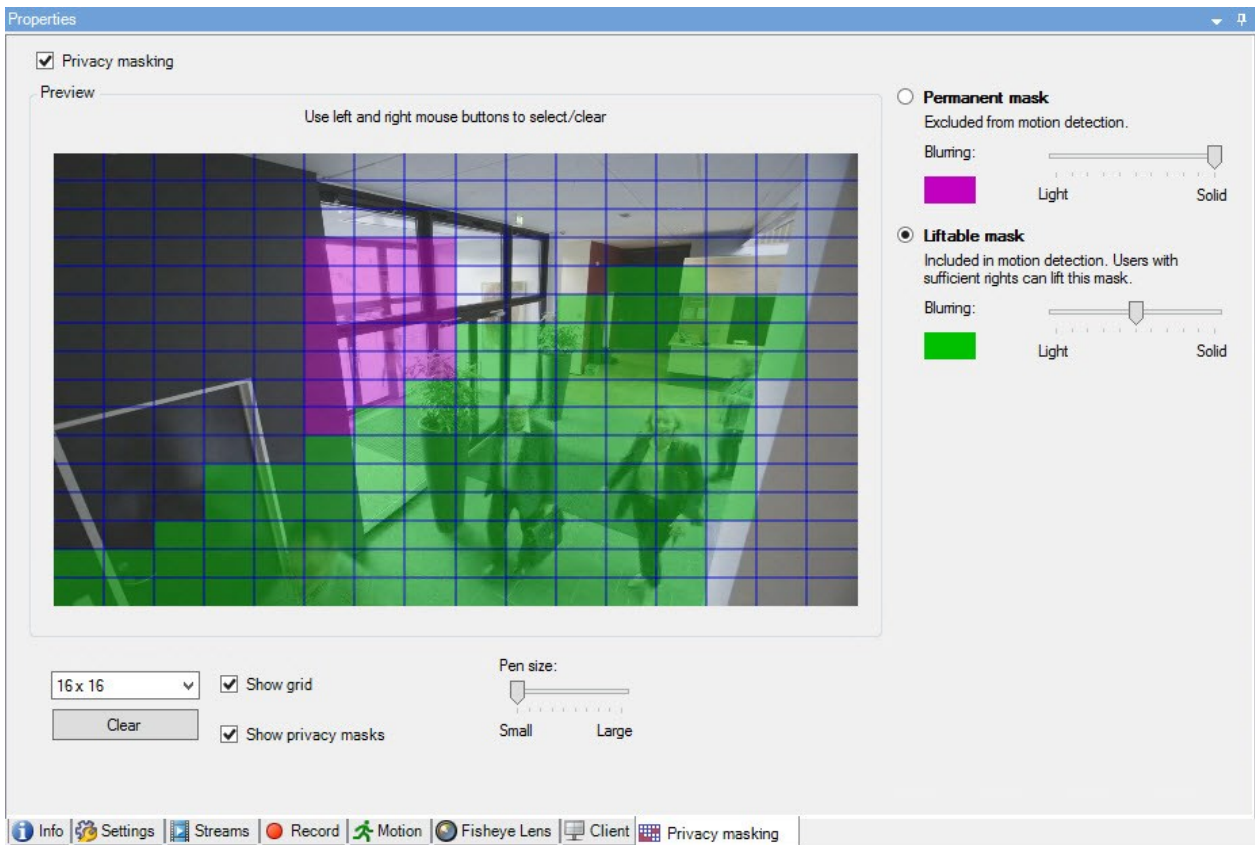 Properties
Privacy masking
Preview
Use left and right mouse buttons to select/clear
Permanent mask
Excluded from motion detection.
Blurring:
Light Solid
Liftable mask
Included in motion detection. Users with
sufficient rights can lift this mask.
Blurring:
Light Solid
16 x 16
Show grid
Pen size:
Clear
Show privacy masks
Small Large
Info Settings Streams Record Motion Fisheye Lens Client Privacy masking